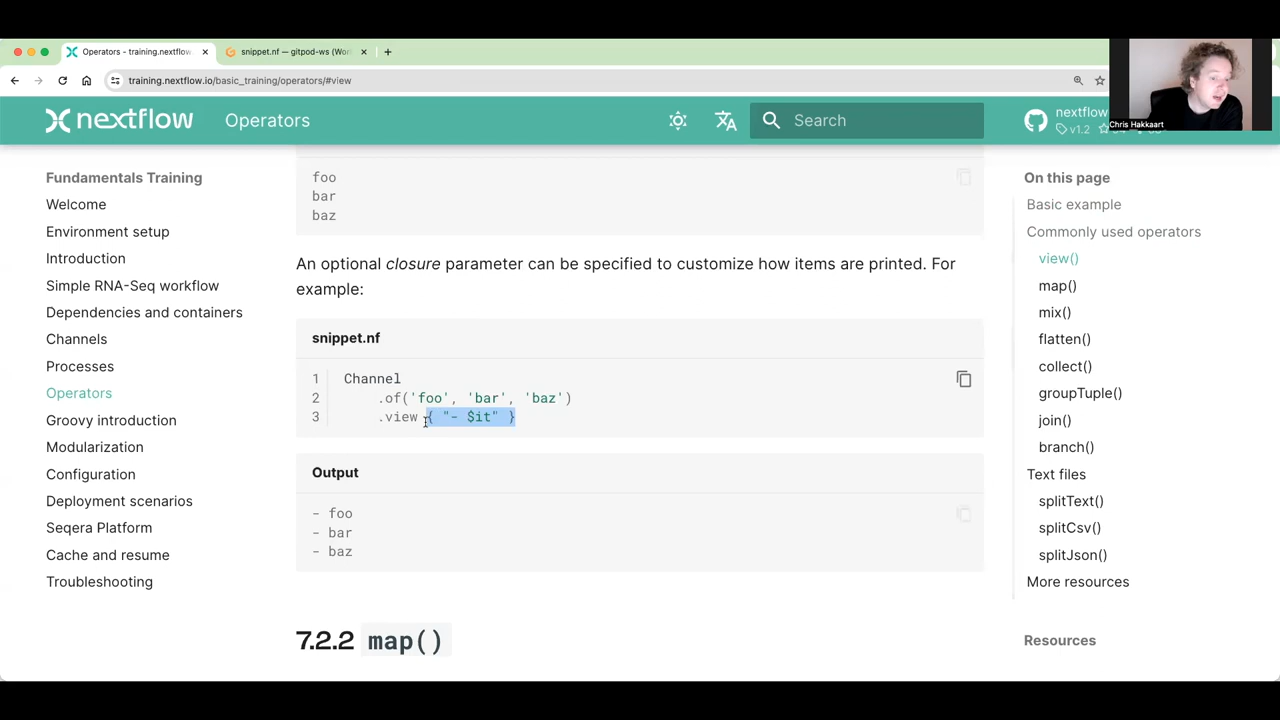 Operators - training.nextflow.
snippet.nf — gitpod-ws (Wor
training.nextflow.io/basic_training/operators/#view
nextflow
Operators
Search
nextflow
v1.2
Chris Hakkaart
Fundamentals Training
Welcome
Environment setup
Introduction
Simple RNA-Seq workflow
Dependencies and containers
Channels
Processes
Operators
Groovy introduction
Modularization
Configuration
Deployment scenarios
Seqera Platform
Cache and resume
Troubleshooting
foo
bar
baz
An optional closure parameter can be specified to customize how items are printed. For
example:
snippet.nf
1 Channel
2 .of('foo', 'bar', 'baz')
3 .view { "- $it" }
Output
- foo
- bar
- baz
7.2.2 map()
On this page
Basic example
Commonly used operators
view()
map()
mix()
flatten()
collect()
groupTuple()
join()
branch()
Text files
splitText()
splitCsv()
splitJson()
More resources
Resources